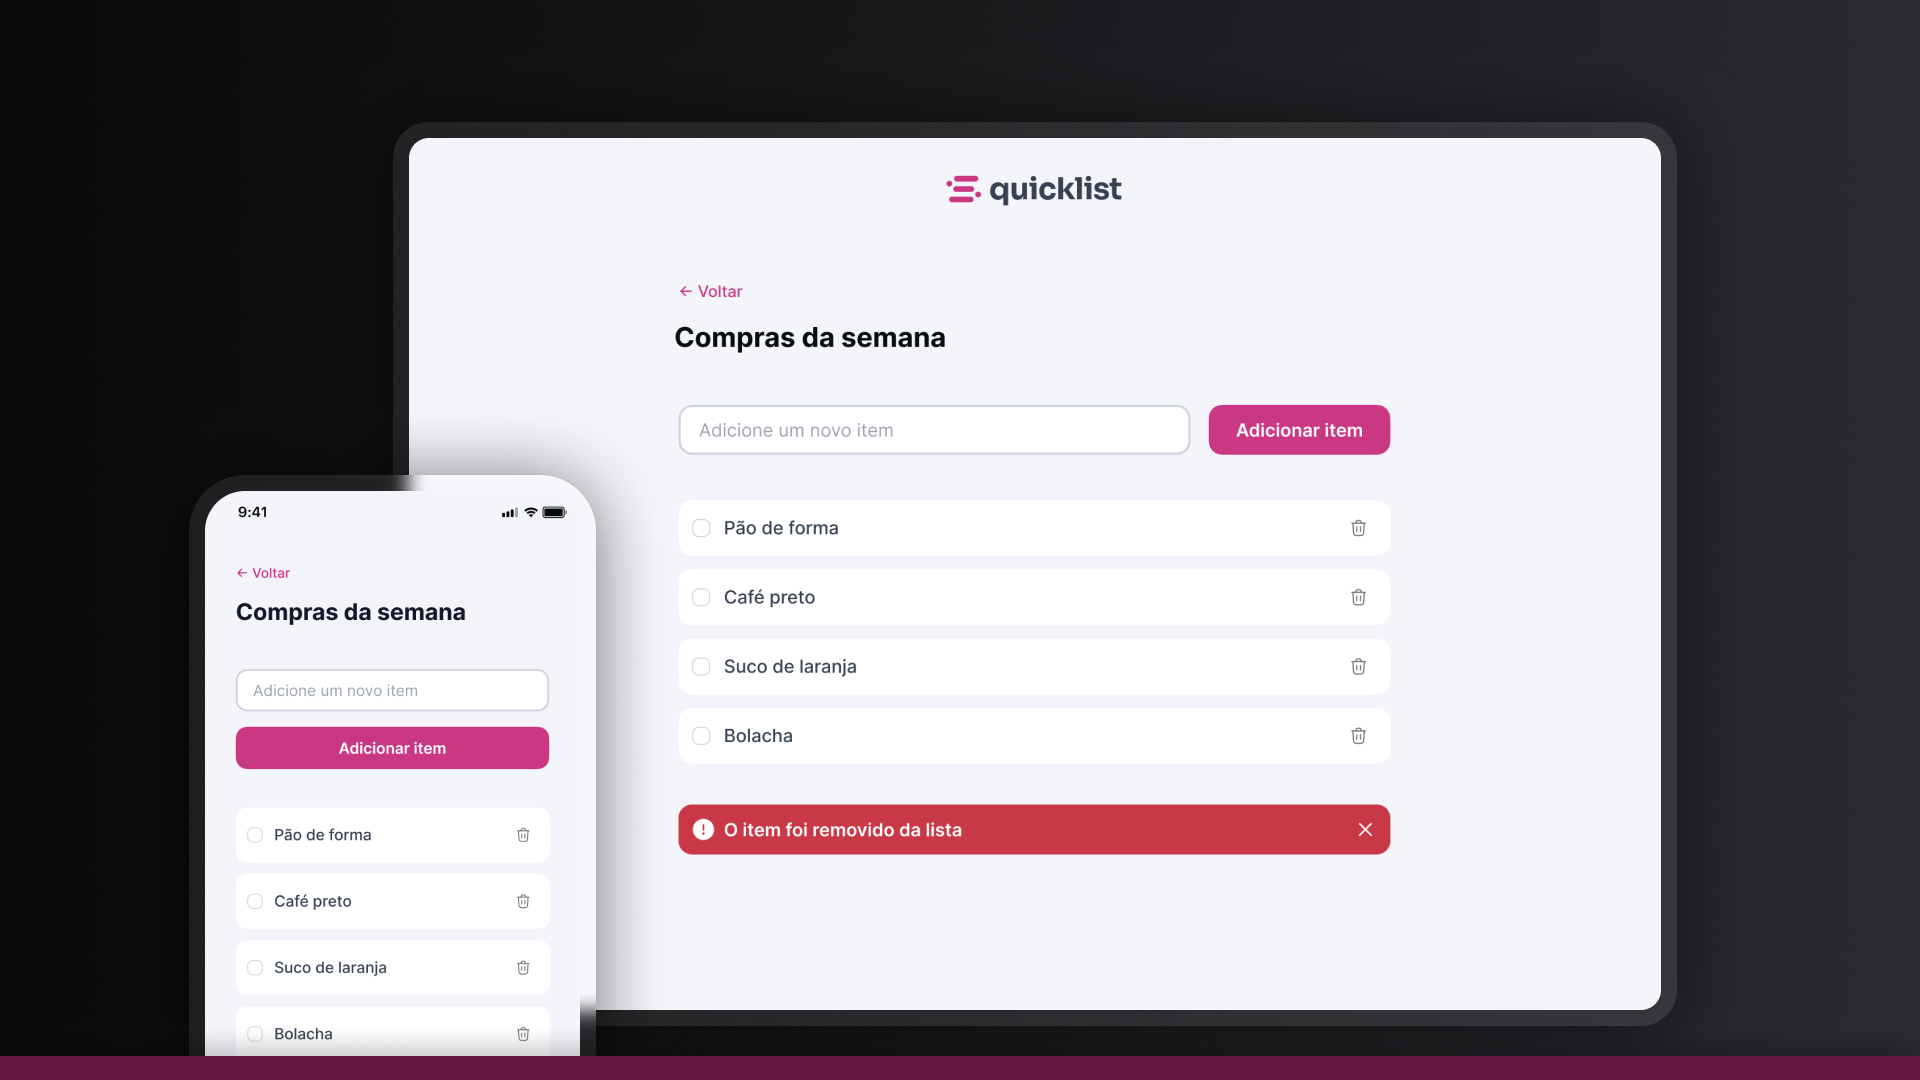 quicklist
← Voltar
Compras da semana
Adicione um novo item
Adicionar item
Pão de forma
Café preto
Suco de laranja
Bolacha
O item foi removido da lista
9:41
← Voltar
Compras da semana
Adicione um novo item
Adicionar item
Pão de forma
Café preto
Suco de laranja
Bolacha